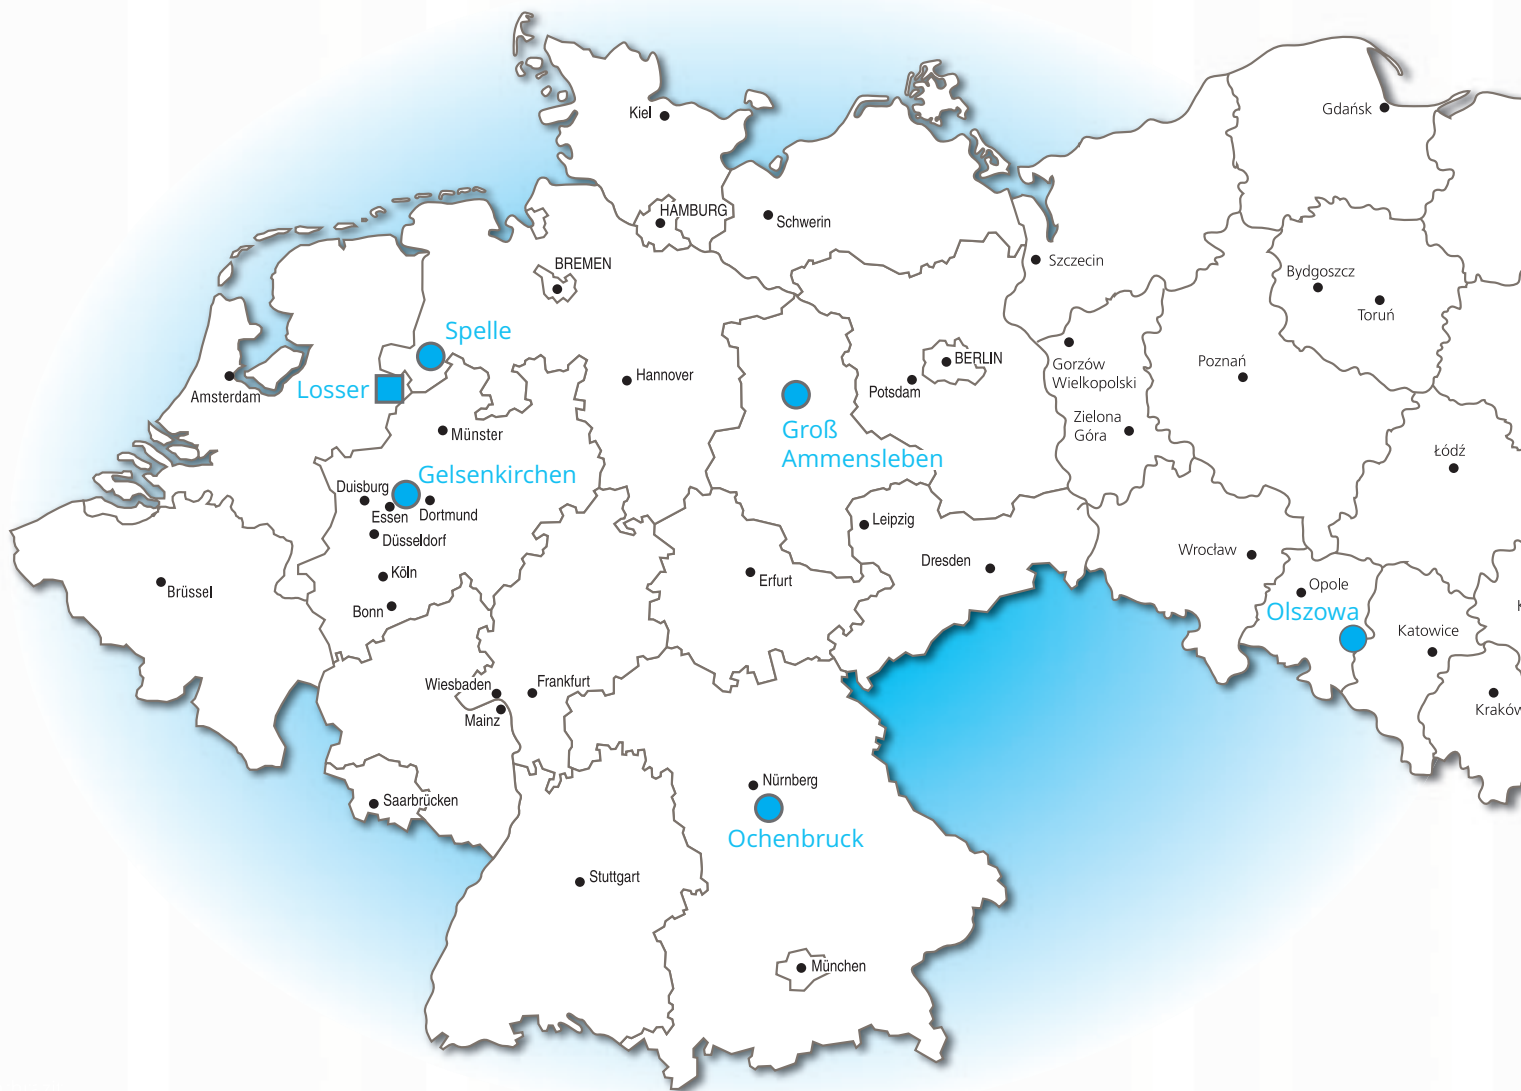 Kiel
Gdańsk
HAMBURG
Schwerin
BREMEN
Szczecin
Bydgoszcz
Toruń
Spelle
Losser
Amsterdam
Hannover
BERLIN
Potsdam
Gorzów
Wielkopolski
Poznań
Münster
Groß
Ammensleben
Zielona
Góra
Łódź
Gelsenkirchen
Duisburg
Essen
Dortmund
Düsseldorf
Leipzig
Wrocław
Brüssel
Köln
Bonn
Erfurt
Dresden
Opole
Olszowa
K
Katowice
Wiesbaden
Frankfurt
Mainz
Kraków
Saarbrücken
Nürnberg
Ochenbruck
Stuttgart
München